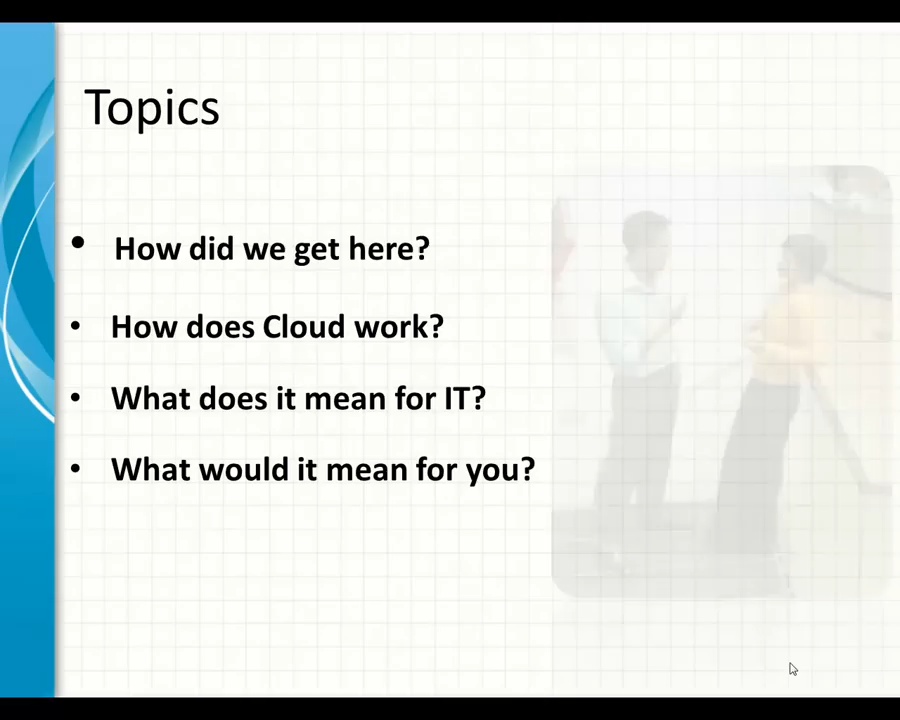 Topics
• How did we get here?
• How does Cloud work?
• What does it mean for IT?
• What would it mean for you?